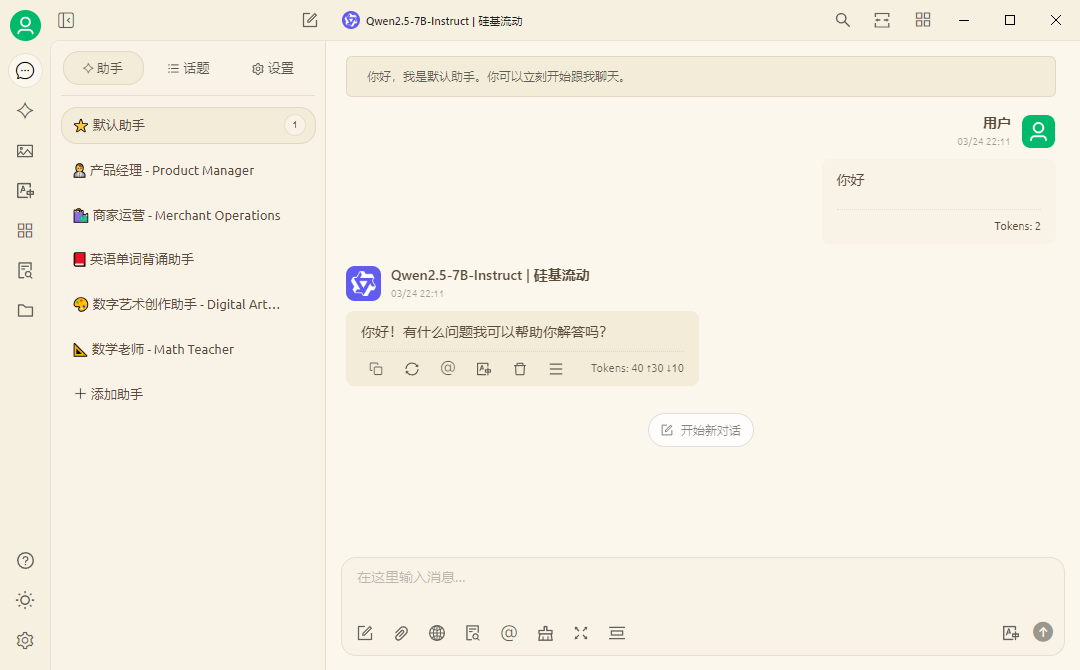 Qwen2.5-7B-Instruct | 硅基流动
助手
话题
设置
默认助手
1
产品经理 - Product Manager
商家运营 - Merchant Operations
英语单词背诵助手
数字艺术创作助手 - Digital Art...
数学老师 - Math Teacher
添加助手
你好，我是默认助手。你可以立刻开始跟我聊天。
用户
03/24 22:11
你好
Tokens: 2
Qwen2.5-7B-Instruct | 硅基流动
03/24 22:11
你好！有什么问题我可以帮助你解答吗？
Tokens: 40 ↑30 ↓10
开始新对话
在这里输入消息...